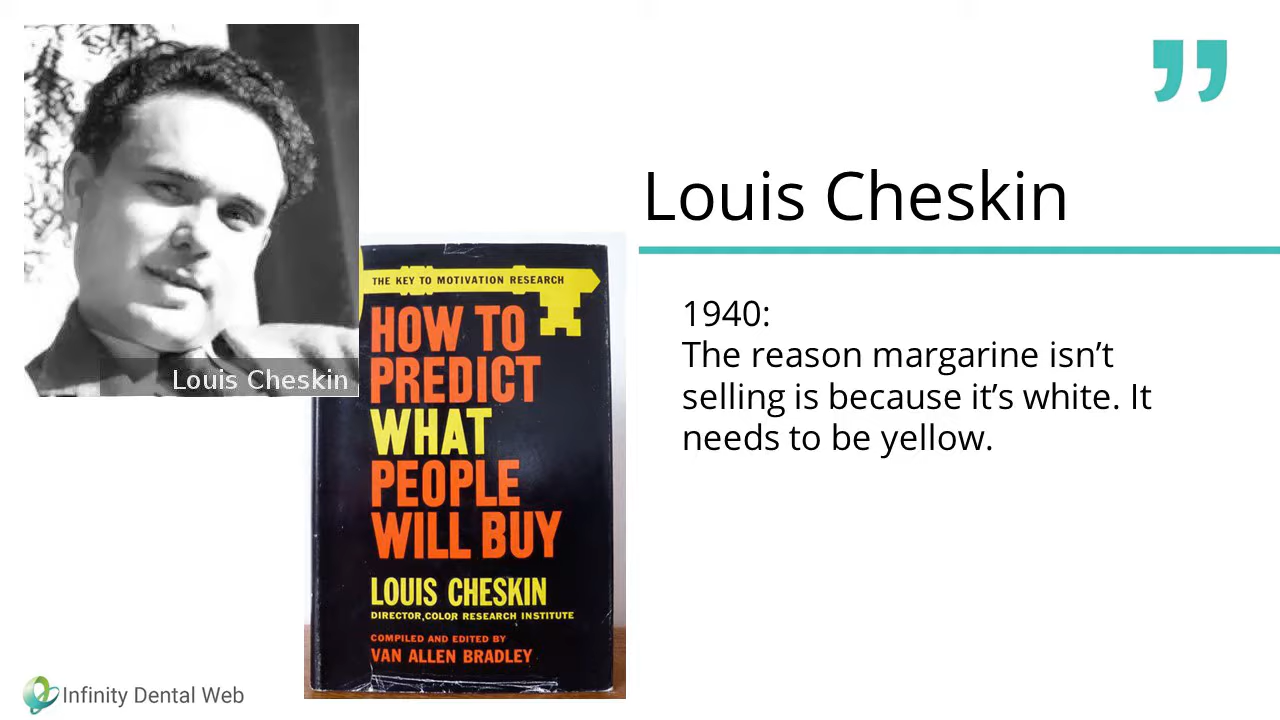 Louis Cheskin
THE KEY TO MOTIVATION RESEARCH
HOW TO
PREDICT
WHAT
PEOPLE
WILL BUY
LOUIS CHESKIN
DIRECTOR, COLOR RESEARCH INSTITUTE
COMPILED AND EDITED BY
VAN ALLEN BRADLEY
Infinity Dental Web
”
Louis Cheskin
1940:
The reason margarine isn’t
selling is because it’s white. It
needs to be yellow.